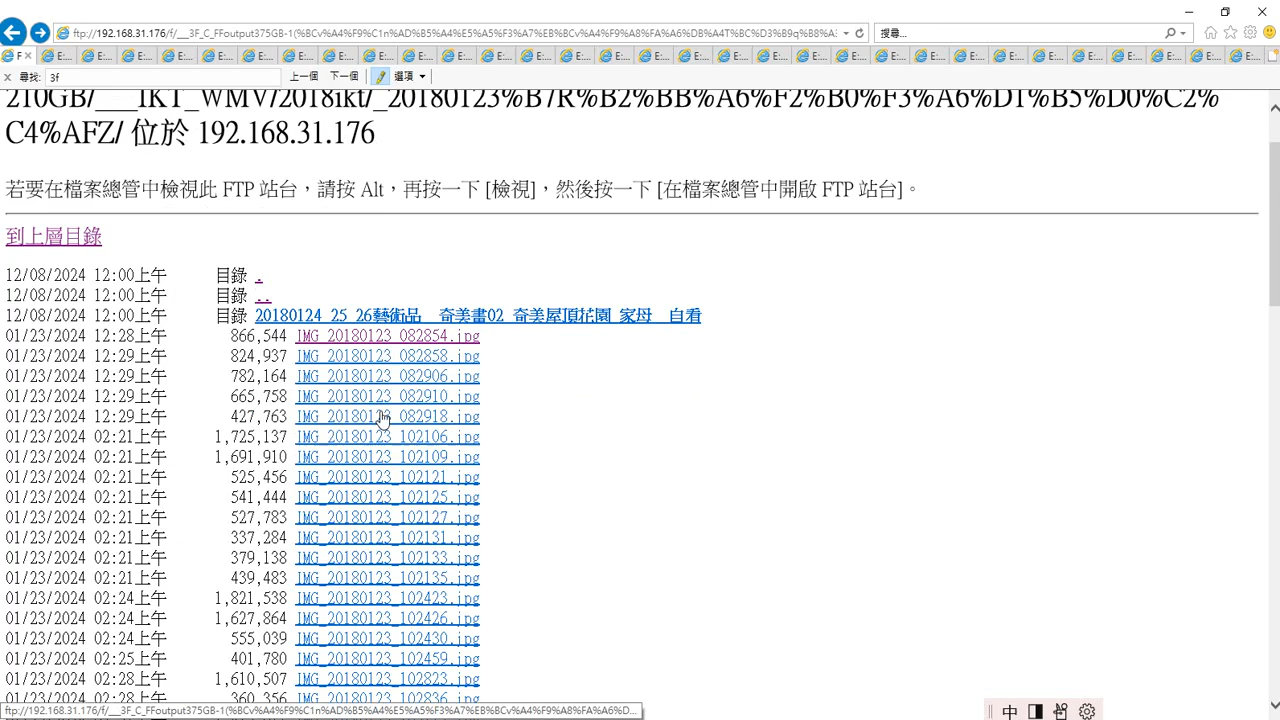 ftp://192.168.31.176/f/___3F_C_FFoutput375GB-1(%BCv%A4%F9%C1n%AD%B5%A4%E5%A5%F3%A7%EB%BCv%A4%F9%A8%FA%A6%DB%A4T%BC%D3%B9q%B8%A
搜尋...
尋找: 3f 上一個 下一個 選項
210GB/___IKT_WMV/2018ikt/_20180123%B7R%B2%BB%A6%F2%B0%F3%A6%D1%B5%D0%C2%
C4%AFZ/ 位於 192.168.31.176
若要在檔案總管中檢視此 FTP 站台，請按 Alt，再按一下 [檢視]，然後按一下 [在檔案總管中開啟 FTP 站台]。
到上層目錄
12/08/2024 12:00上午 目錄 .
12/08/2024 12:00上午 目錄 ..
12/08/2024 12:00上午 目錄 20180124_25_26藝術品__奇美畫02_奇美屋頂花園_家母__自看
01/23/2024 12:28上午 866,544 IMG_20180123_082854.jpg
01/23/2024 12:29上午 824,937 IMG_20180123_082858.jpg
01/23/2024 12:29上午 782,164 IMG_20180123_082906.jpg
01/23/2024 12:29上午 665,758 IMG_20180123_082910.jpg
01/23/2024 12:29上午 427,763 IMG_20180123_082918.jpg
01/23/2024 02:21上午 1,725,137 IMG_20180123_102106.jpg
01/23/2024 02:21上午 1,691,910 IMG_20180123_102109.jpg
01/23/2024 02:21上午 525,456 IMG_20180123_102121.jpg
01/23/2024 02:21上午 541,444 IMG_20180123_102125.jpg
01/23/2024 02:21上午 527,783 IMG_20180123_102127.jpg
01/23/2024 02:21上午 337,284 IMG_20180123_102131.jpg
01/23/2024 02:21上午 379,138 IMG_20180123_102133.jpg
01/23/2024 02:21上午 439,483 IMG_20180123_102135.jpg
01/23/2024 02:24上午 1,821,538 IMG_20180123_102423.jpg
01/23/2024 02:24上午 1,627,864 IMG_20180123_102426.jpg
01/23/2024 02:24上午 555,039 IMG_20180123_102430.jpg
01/23/2024 02:25上午 401,780 IMG_20180123_102459.jpg
01/23/2024 02:28上午 1,610,507 IMG_20180123_102823.jpg
01/23/2024 02:28上午 360,356 IMG_20180123_102836.jpg
ftp://192.168.31.176/f/___3F_C_FFoutput375GB-1(%BCv%A4%F9%C1n%AD%B5%A4%E5%A5%F3%A7%EB%BCv%A4%F9%A8%FA%A6%D...
中